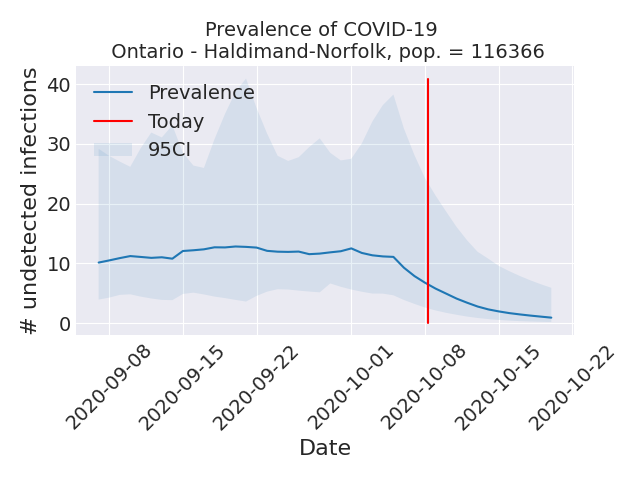 Prevalence of COVID-19
Ontario - Haldimand-Norfolk, pop. = 116366
# undetected infections
40
30
20
10
0
Prevalence
Today
95CI
2020-09-08
2020-09-15
2020-09-22
2020-10-01
2020-10-08
2020-10-15
2020-10-22
Date